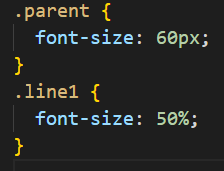 .parent {
  font-size: 60px;
}
.line1 {
  font-size: 50%;
}